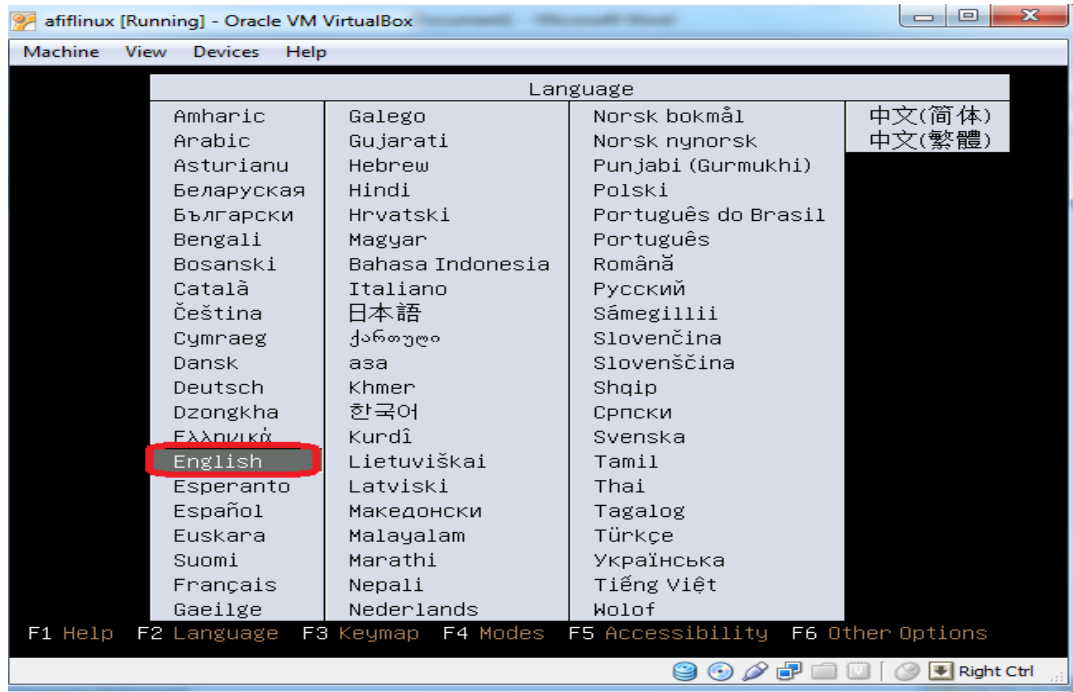 afiflinux [Running] - Oracle VM VirtualBox
Machine View Devices Help
Language
Amharic
Arabic
Asturianu
Беларуская
Български
Bengali
Bosanski
Català
Čeština
Cymraeg
Dansk
Deutsch
Dzongkha
Ελληνικά
English
Esperanto
Español
Euskara
Suomi
Français
Gaeilge
Galego
Gujarati
Hebrew
Hindi
Hrvatski
Magyar
Bahasa Indonesia
Italiano
日本語
ქართული
аза
Khmer
한국어
Kurdî
Lietuviškai
Latviski
Македонски
Malayalam
Marathi
Nepali
Nederlands
Norsk bokmål
Norsk nynorsk
Punjabi (Gurmukhi)
Polski
Português do Brasil
Português
Română
Русский
Sámegillii
Slovenčina
Slovenščina
Shqip
Српски
Svenska
Tamil
Thai
Tagalog
Türkçe
Українська
Tiếng Việt
Wolof
中文(简体)
中文(繁體)
F1 Help F2 Language F3 Keymap F4 Modes F5 Accessibility F6 Other Options
Right Ctrl